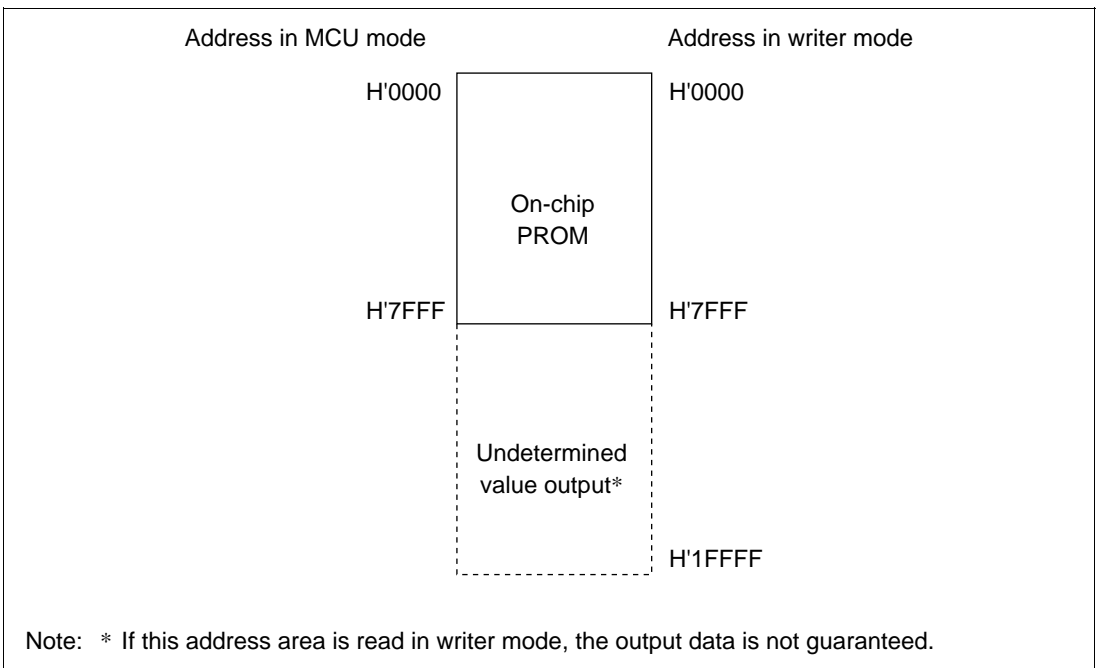 Address in MCU mode Address in writer mode
H'0000 H'0000
On-chip
PROM
H'7FFF H'7FFF
Undetermined
value output*
H'1FFFF
Note: * If this address area is read in writer mode, the output data is not guaranteed.